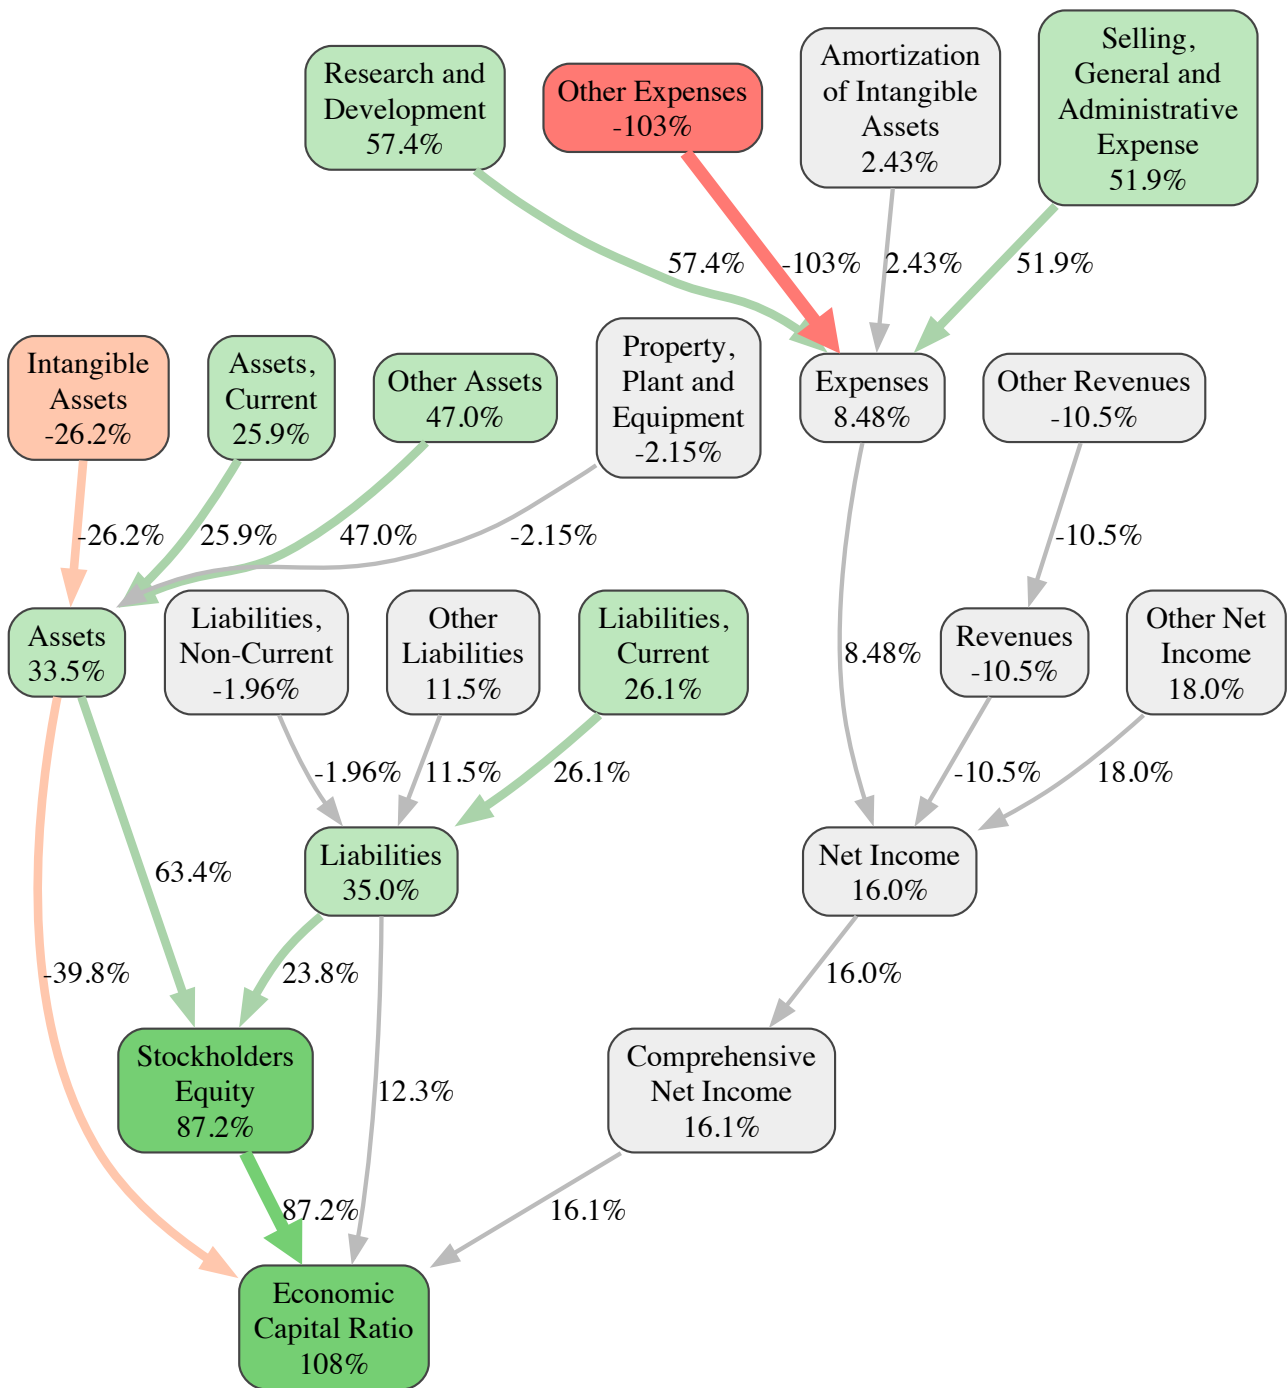 Research and
Development
57.4%
Other Expenses
-103%
Amortization
of Intangible
Assets
2.43%
Selling,
General and
Administrative
Expense
51.9%
57.4%
-103%
2.43%
51.9%
Intangible
Assets
-26.2%
Assets,
Current
25.9%
Other Assets
47.0%
Property,
Plant and
Equipment
-2.15%
Expenses
8.48%
Other Revenues
-10.5%
-26.2%
25.9%
47.0%
-2.15%
-10.5%
Assets
33.5%
Liabilities,
Non-Current
-1.96%
Other
Liabilities
11.5%
Liabilities,
Current
26.1%
8.48%
Revenues
-10.5%
Other Net
Income
18.0%
-1.96%
11.5%
26.1%
-10.5%
18.0%
63.4%
Liabilities
35.0%
Net Income
16.0%
-39.8%
23.8%
16.0%
Stockholders
Equity
87.2%
12.3%
Comprehensive
Net Income
16.1%
87.2%
16.1%
Economic
Capital Ratio
108%